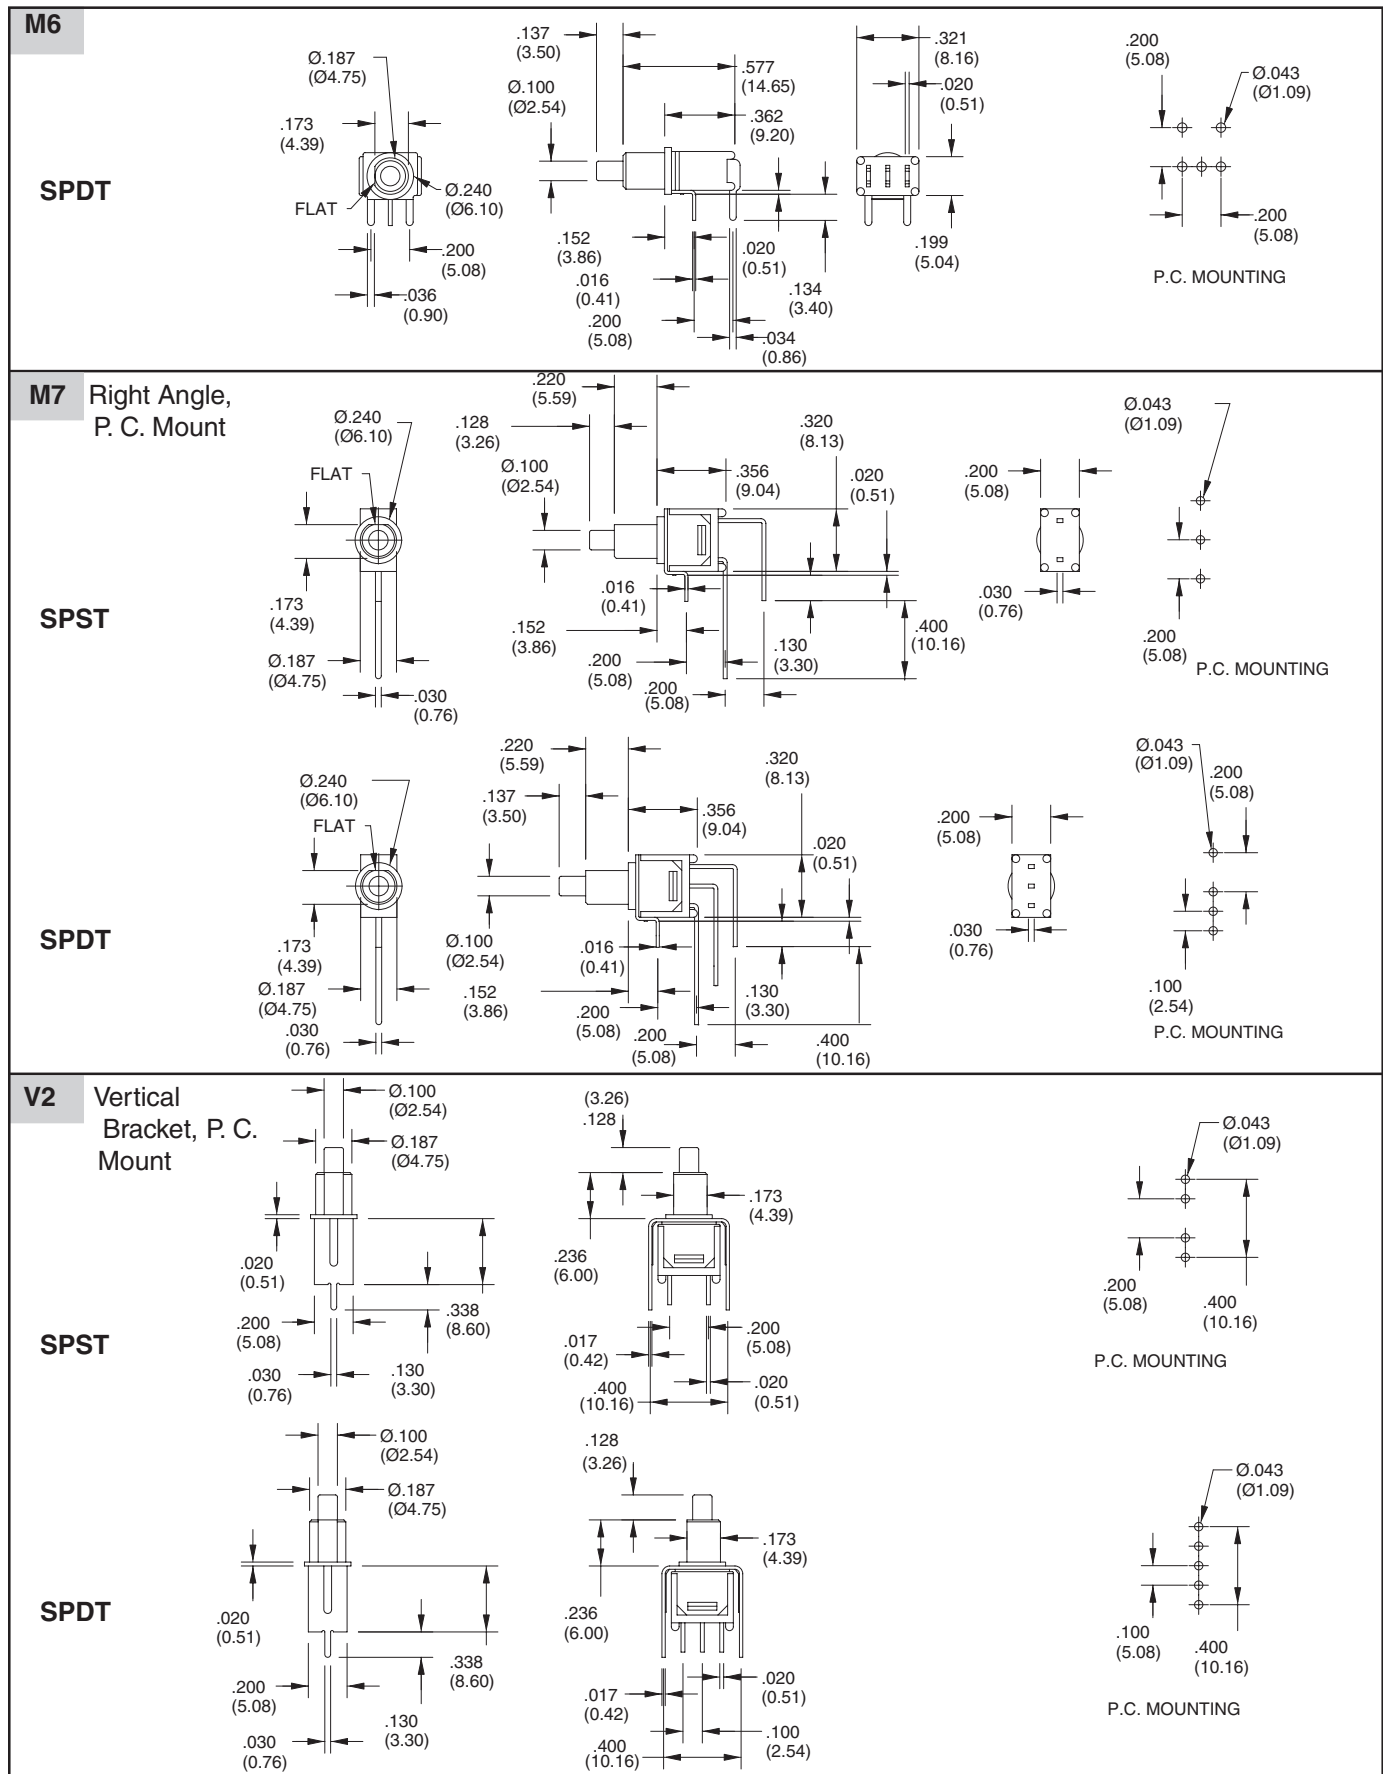 M6
SPDT
Ø.187
(Ø4.75)
.173
(4.39)
FLAT
Ø.240
(Ø6.10)
.200
(5.08)
.036
(0.90)
.137
(3.50)
Ø.100
(Ø2.54)
.577
(14.65)
.362
(9.20)
.152
(3.86)
.016
(0.41)
.200
(5.08)
.020
(0.51)
.134
(3.40)
.034
(0.86)
.321
(8.16)
.020
(0.51)
.199
(5.04)
.200
(5.08)
Ø.043
(Ø1.09)
.200
(5.08)
P.C. MOUNTING
M7 Right Angle,
P. C. Mount
SPST
Ø.240
(Ø6.10)
FLAT
.173
(4.39)
Ø.187
(Ø4.75)
.030
(0.76)
.220
(5.59)
.128
(3.26)
Ø.100
(Ø2.54)
.320
(8.13)
.356
(9.04)
.020
(0.51)
.016
(0.41)
.152
(3.86)
.200
(5.08)
.200
(5.08)
.130
(3.30)
.400
(10.16)
.200
(5.08)
.030
(0.76)
Ø.043
(Ø1.09)
.200
(5.08)
P.C. MOUNTING
SPDT
Ø.240
(Ø6.10)
FLAT
.173
(4.39)
Ø.187
(Ø4.75)
.030
(0.76)
.220
(5.59)
.137
(3.50)
.320
(8.13)
.356
(9.04)
.020
(0.51)
Ø.100
(Ø2.54)
.016
(0.41)
.152
(3.86)
.200
(5.08)
.200
(5.08)
.130
(3.30)
.400
(10.16)
.200
(5.08)
.030
(0.76)
Ø.043
(Ø1.09)
.200
(5.08)
.100
(2.54)
P.C. MOUNTING
V2 Vertical
Bracket, P. C.
Mount
SPST
Ø.100
(Ø2.54)
Ø.187
(Ø4.75)
.020
(0.51)
.200
(5.08)
.338
(8.60)
.030
(0.76)
.130
(3.30)
(3.26)
.128
.173
(4.39)
.236
(6.00)
.017
(0.42)
.200
(5.08)
.400
(10.16)
.020
(0.51)
Ø.043
(Ø1.09)
.200
(5.08)
.400
(10.16)
P.C. MOUNTING
SPDT
Ø.100
(Ø2.54)
Ø.187
(Ø4.75)
.020
(0.51)
.338
(8.60)
.200
(5.08)
.130
(3.30)
.030
(0.76)
.128
(3.26)
.173
(4.39)
.236
(6.00)
.017
(0.42)
.020
(0.51)
.100
(2.54)
.400
(10.16)
Ø.043
(Ø1.09)
.100
(5.08)
.400
(10.16)
P.C. MOUNTING